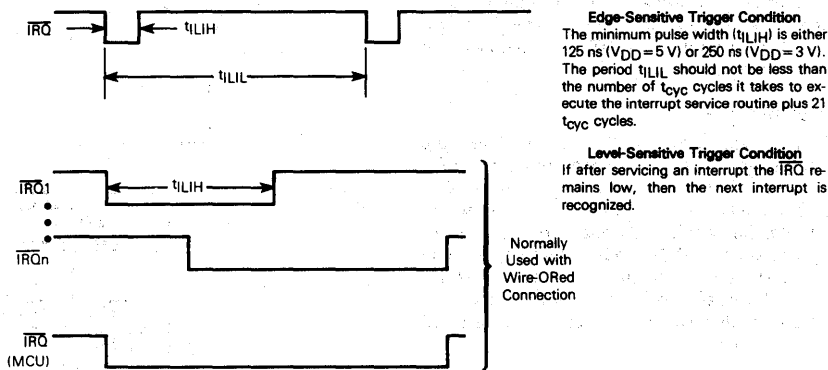 IRQ
tILIH
tILIL
Edge-Sensitive Trigger Condition
The minimum pulse width (tILIH) is either
125 ns (VDD=5 V) or 250 ns (VDD=3 V).
The period tILIL should not be less than
the number of tcyc cycles it takes to ex-
ecute the interrupt service routine plus 21
tcyc cycles.
Level-Sensitive Trigger Condition
If after servicing an interrupt the IRQ re-
mains low, then the next interrupt is
recognized.
IRQ1
tILIH
IRQn
Normally
Used with
Wire-ORed
Connection
IRQ
(MCU)